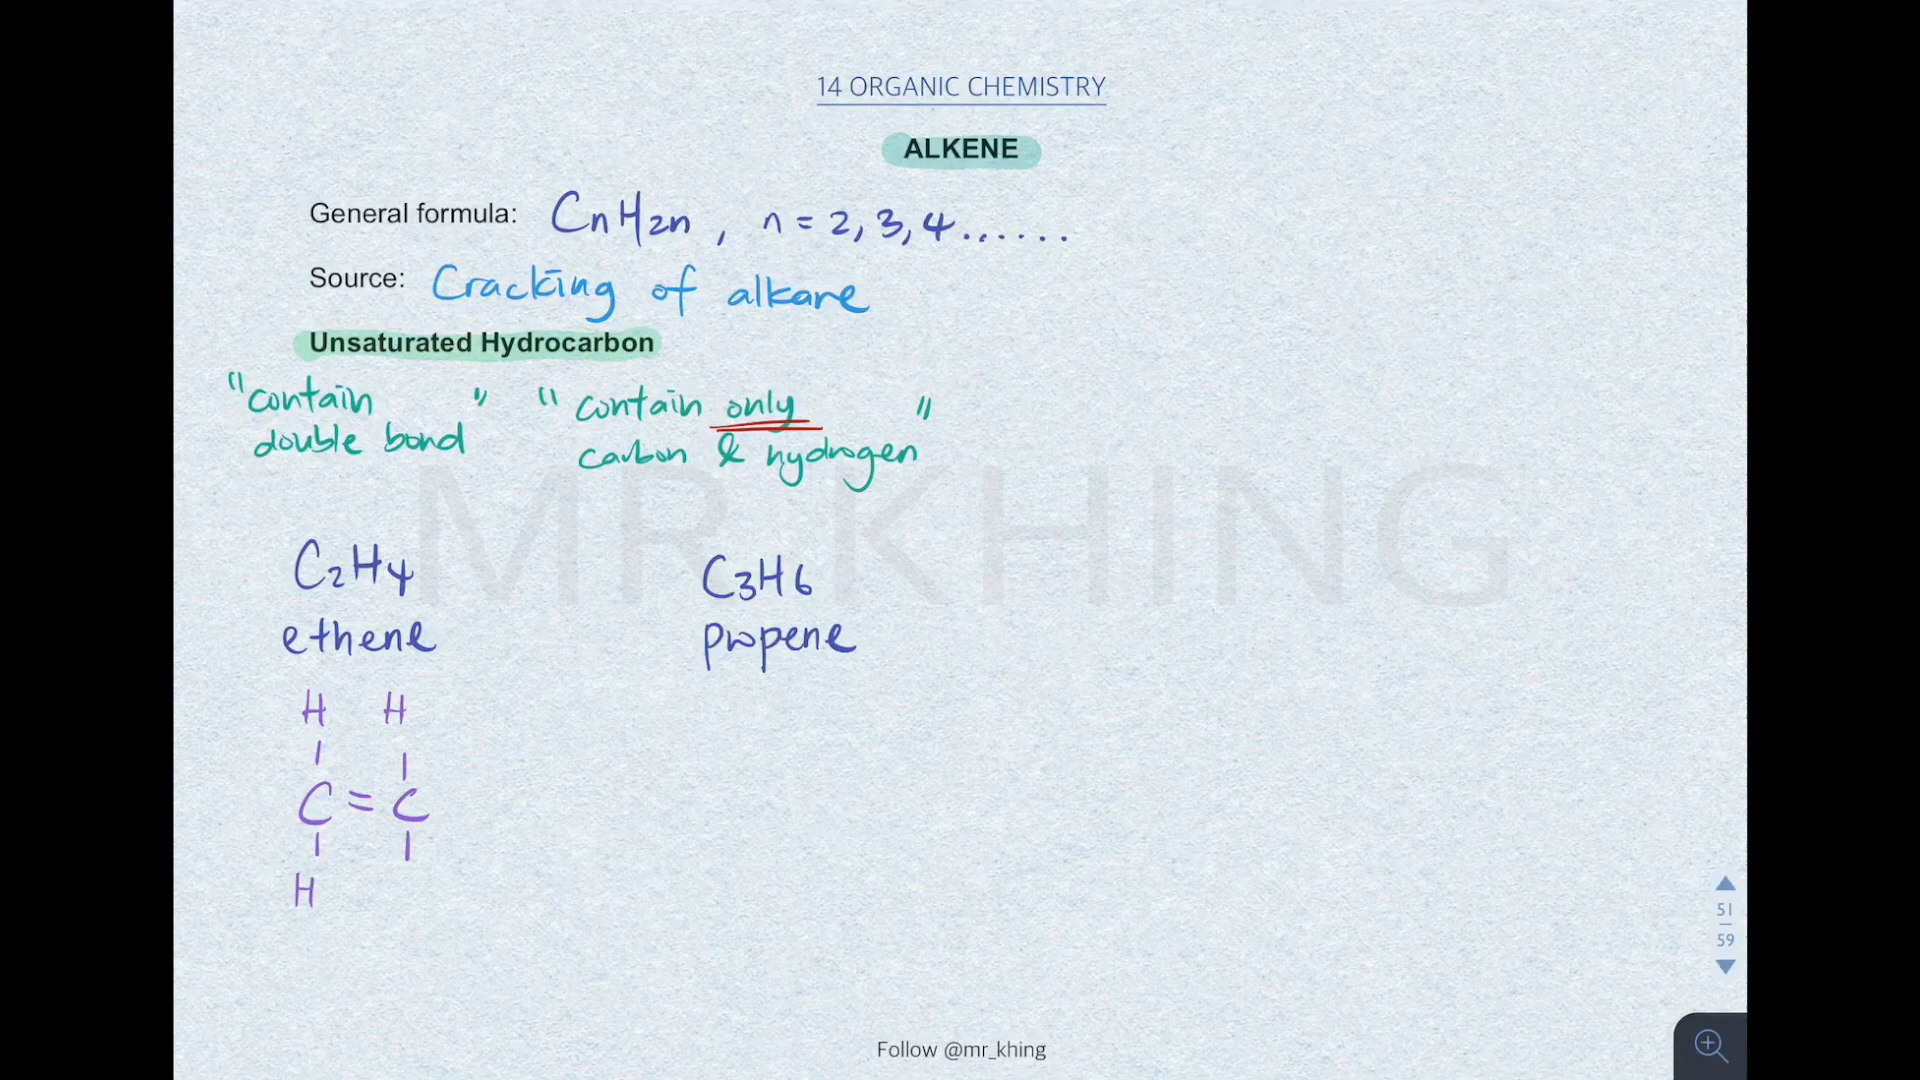 14 ORGANIC CHEMISTRY
ALKENE
General formula: CnH2n , n = 2, 3, 4......
Source: Cracking of alkane
Unsaturated Hydrocarbon
"contain " " contain only "
double bond carbon & hydrogen
MR KHING
C2H4 C3H6
ethene propene
H H
| |
C = C
| |
H
51
59
Follow @mr_khing